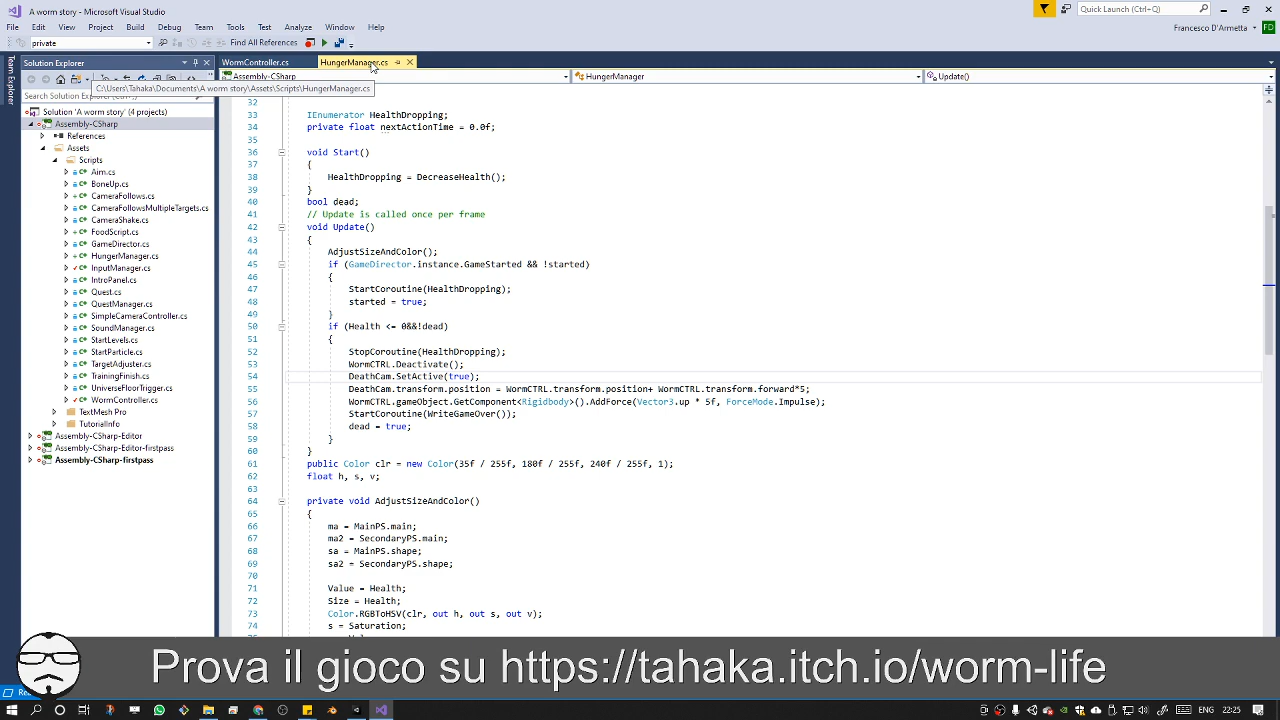 A worm story - Microsoft Visual Studio
Quick Launch (Ctrl+Q)
File Edit View Project Build Debug Team Tools Test Analyze Window Help
Francesco D'Armetta FD
private
Find All References
Team Explorer
Solution Explorer
WormController.cs
HungerManager.cs
Assembly-CSharp
HungerManager
Update()
C:\Users\Tahaka\Documents\A worm story\Assets\Scripts\HungerManager.cs
Search Solution Explorer
Solution 'A worm story' (4 projects)
Assembly-CSharp
References
Assets
Scripts
Aim.cs
BoneUp.cs
CameraFollows.cs
CameraFollowsMultipleTargets.cs
CameraShake.cs
FoodScript.cs
GameDirector.cs
HungerManager.cs
InputManager.cs
IntroPanel.cs
Quest.cs
QuestManager.cs
SimpleCameraController.cs
SoundManager.cs
StartLevels.cs
StartParticle.cs
TargetAdjuster.cs
TrainingFinish.cs
UniverseFloorTrigger.cs
WormController.cs
TextMesh Pro
TutorialInfo
Assembly-CSharp-Editor
Assembly-CSharp-Editor-firstpass
Assembly-CSharp-firstpass
32
33 IEnumerator HealthDropping;
34 private float nextActionTime = 0.0f;
35
36 void Start()
37 {
38 HealthDropping = DecreaseHealth();
39 }
40 bool dead;
41 // Update is called once per frame
42 void Update()
43 {
44 AdjustSizeAndColor();
45 if (GameDirector.instance.GameStarted && !started)
46 {
47 StartCoroutine(HealthDropping);
48 started = true;
49 }
50 if (Health <= 0&&!dead)
51 {
52 StopCoroutine(HealthDropping);
53 WormCTRL.Deactivate();
54 DeathCam.SetActive(true);
55 DeathCam.transform.position = WormCTRL.transform.position+ WormCTRL.transform.forward*5;
56 WormCTRL.gameObject.GetComponent<Rigidbody>().AddForce(Vector3.up * 5f, ForceMode.Impulse);
57 StartCoroutine(WriteGameOver());
58 dead = true;
59 }
60 }
61 public Color clr = new Color(35f / 255f, 180f / 255f, 240f / 255f, 1);
62 float h, s, v;
63
64 private void AdjustSizeAndColor()
65 {
66 ma = MainPS.main;
67 ma2 = SecondaryPS.main;
68 sa = MainPS.shape;
69 sa2 = SecondaryPS.shape;
70
71 Value = Health;
72 Size = Health;
73 Color.RGBToHSV(clr, out h, out s, out v);
74 s = Saturation;
Prova il gioco su https://tahaka.itch.io/worm-life
ENG 22:25